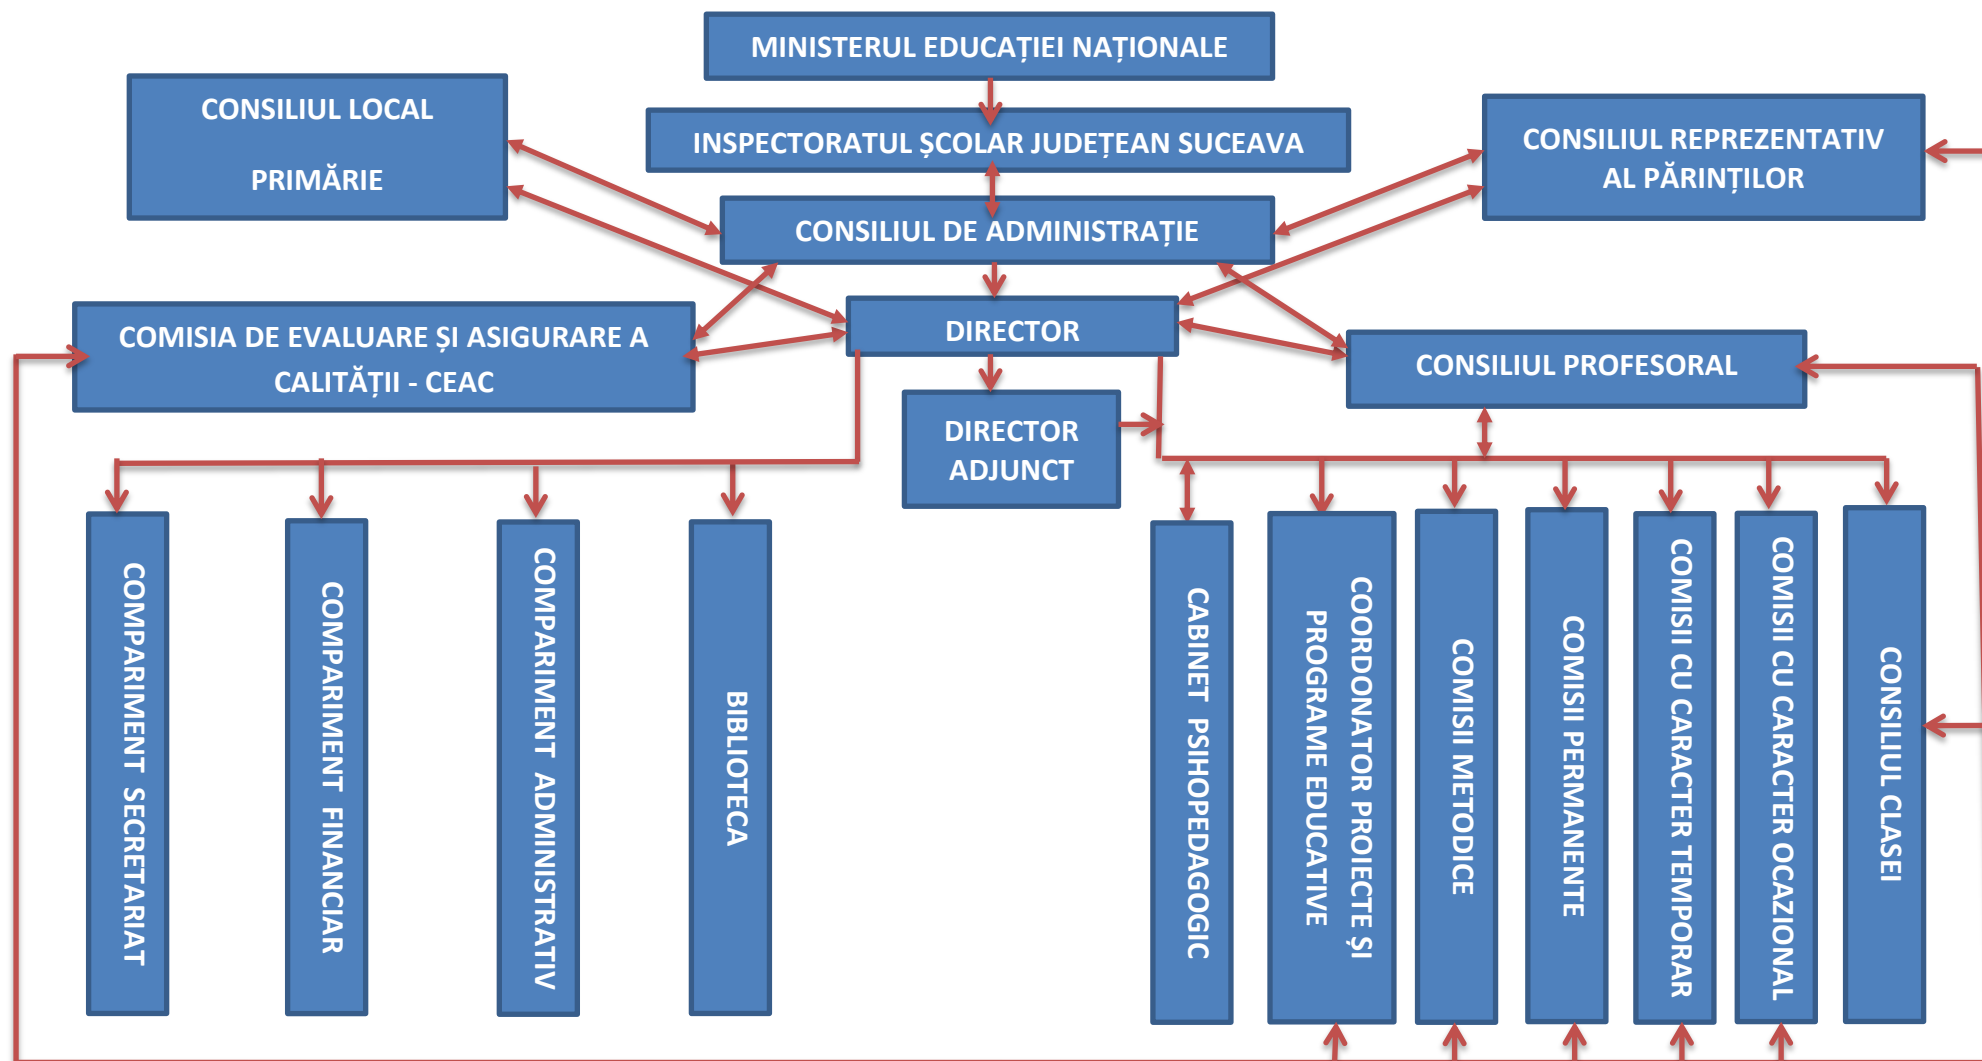 MINISTERUL EDUCAȚIEI NAȚIONALE
CONSILIUL LOCAL
PRIMĂRIE
INSPECTORATUL ȘCOLAR JUDEȚEAN SUCEAVA
CONSILIUL REPREZENTATIV
AL PĂRINȚILOR
CONSILIUL DE ADMINISTRAȚIE
COMISIA DE EVALUARE ȘI ASIGURARE A
CALITĂȚII - CEAC
DIRECTOR
CONSILIUL PROFESORAL
DIRECTOR
ADJUNCT
COMPARIMENT SECRETARIAT
COMPARIMENT FINANCIAR
COMPARIMENT ADMINISTRATIV
BIBLIOTECA
CABINET PSIHOPEDAGOGIC
COORDONATOR PROIECTE ȘI
PROGRAME EDUCATIVE
COMISII METODICE
COMISII PERMANENTE
COMISII CU CARACTER TEMPORAR
COMISII CU CARACTER OCAZIONAL
CONSILIUL CLASEI